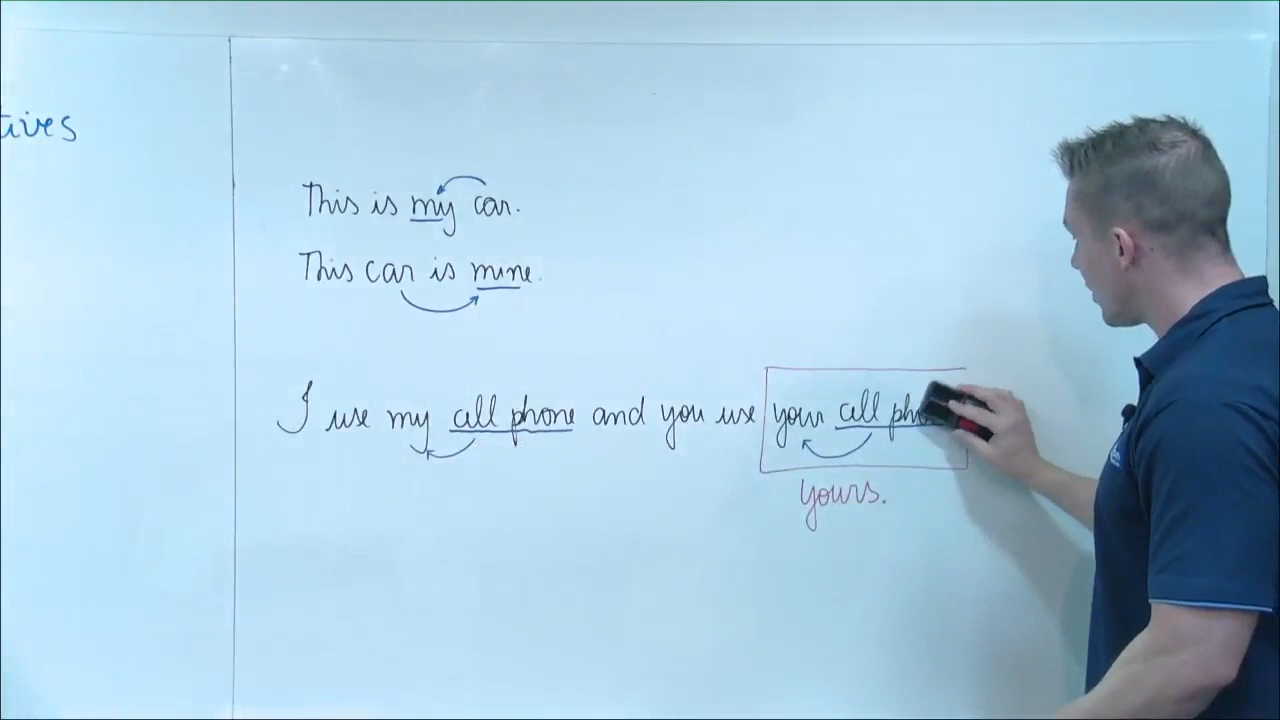 tives
This is my car.
This car is mine.
I use my cell phone and you use your cell pho
yours.